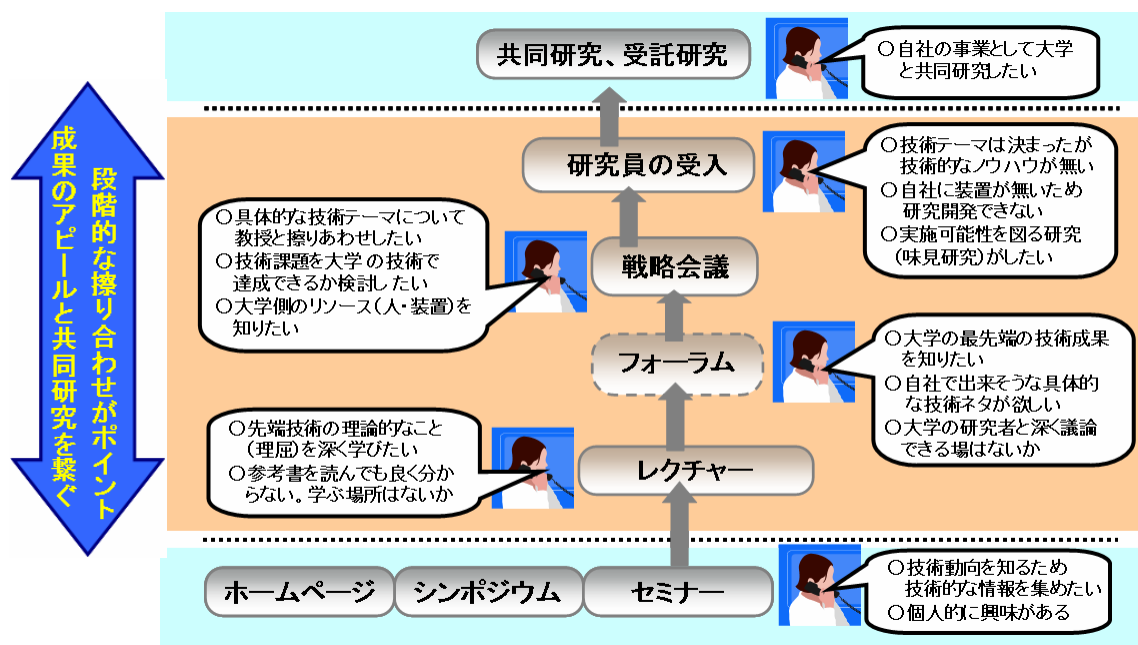 共同研究、受託研究
○自社の事業として大学
と共同研究したい
成果のアピールと共同研究を繋ぐ
段階的な擦り合わせがポイント
研究員の受入
○技術テーマは決まったが
技術的なノウハウが無い
○自社に装置が無いため
研究開発できない
○実施可能性を図る研究
(味見研究)がしたい
○具体的な技術テーマについて
教授と擦りあわせしたい
○技術課題を大学の技術で
達成できるか検討したい
○大学側のリソース(人・装置)を
知りたい
戦略会議
フォーラム
○大学の最先端の技術成果
を知りたい
○自社で出来そうな具体的
な技術ネタが欲しい
○大学の研究者と深く議論
できる場はないか
○先端技術の理論的なこと
(理屈)を深く学びたい
○参考書を読んでも良く分か
らない。学ぶ場所はないか
レクチャー
ホームページ
シンポジウム
セミナー
○技術動向を知るため
技術的な情報を集めたい
○個人的に興味がある